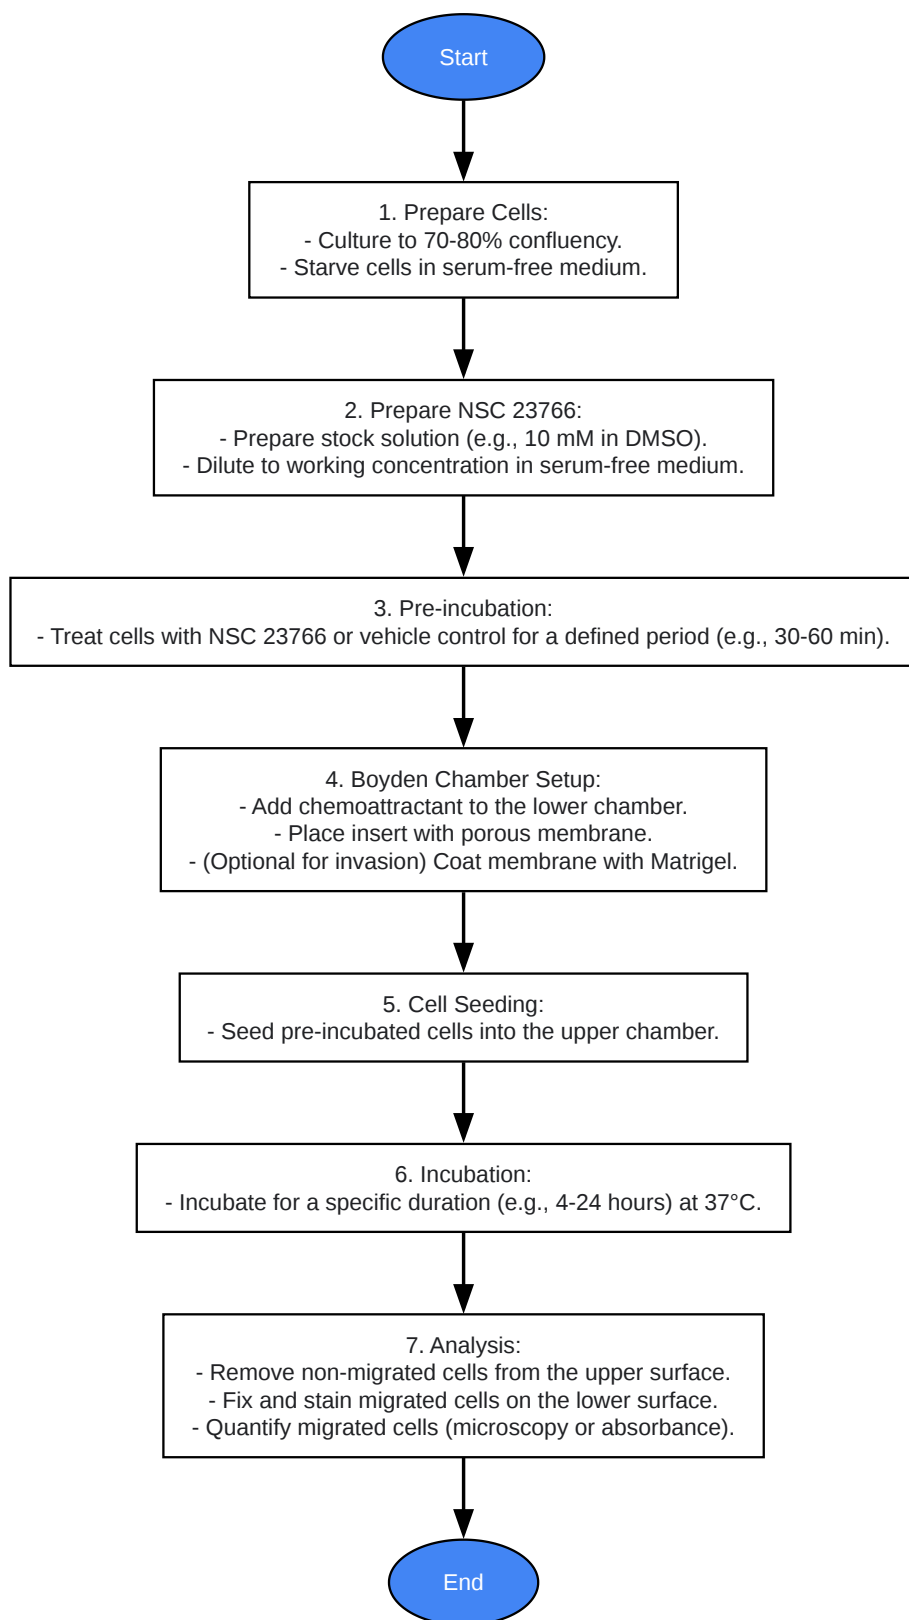 Start
1. Prepare Cells:
- Culture to 70-80% confluency.
- Starve cells in serum-free medium.
2. Prepare NSC 23766:
- Prepare stock solution (e.g., 10 mM in DMSO).
- Dilute to working concentration in serum-free medium.
3. Pre-incubation:
- Treat cells with NSC 23766 or vehicle control for a defined period (e.g., 30-60 min).
4. Boyden Chamber Setup:
- Add chemoattractant to the lower chamber.
- Place insert with porous membrane.
- (Optional for invasion) Coat membrane with Matrigel.
5. Cell Seeding:
- Seed pre-incubated cells into the upper chamber.
6. Incubation:
- Incubate for a specific duration (e.g., 4-24 hours) at 37°C.
7. Analysis:
- Remove non-migrated cells from the upper surface.
- Fix and stain migrated cells on the lower surface.
- Quantify migrated cells (microscopy or absorbance).
End